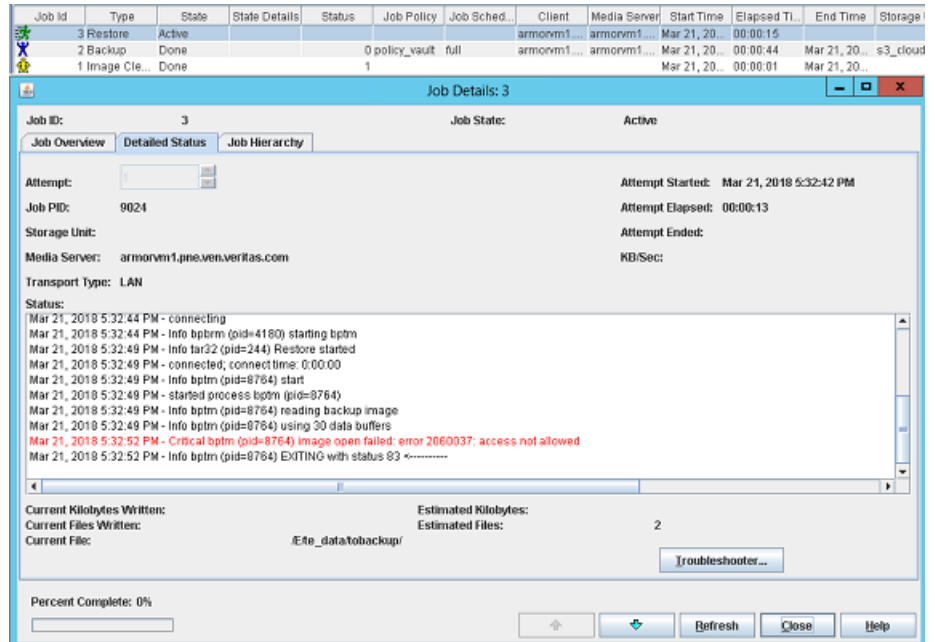 Job Id Type State State Details Status Job Policy Job Sched... Client Media Server Start Time Elapsed Ti... End Time Storage
3 Restore Active armorvm1.... armorvm1.... Mar 21, 20... 00:00:15
2 Backup Done 0 policy_vault full armorvm1.... armorvm1.... Mar 21, 20... 00:00:44 Mar 21, 20... s3_cloud
1 Image Cle... Done 1 Mar 21, 20... 00:00:01 Mar 21, 20...
Job Details: 3
Job ID: 3 Job State: Active
Job Overview Detailed Status Job Hierarchy
Attempt: 1 Attempt Started: Mar 21, 2018 5:32:42 PM
Job PID: 9024 Attempt Elapsed: 00:00:13
Storage Unit: Attempt Ended:
Media Server: armorvm1.pne.ven.veritas.com KB/Sec:
Transport Type: LAN
Status:
Mar 21, 2018 5:32:44 PM - connecting
Mar 21, 2018 5:32:44 PM - Info bpbrm (pid=4180) starting bptm
Mar 21, 2018 5:32:49 PM - Info tar32 (pid=244) Restore started
Mar 21, 2018 5:32:49 PM - connected; connect time: 0:00:00
Mar 21, 2018 5:32:49 PM - Info bptm (pid=8764) start
Mar 21, 2018 5:32:49 PM - started process bptm (pid=8764)
Mar 21, 2018 5:32:49 PM - Info bptm (pid=8764) reading backup image
Mar 21, 2018 5:32:49 PM - Info bptm (pid=8764) using 30 data buffers
Mar 21, 2018 5:32:52 PM - Critical bptm (pid=8764) image open failed: error 2060037: access not allowed
Mar 21, 2018 5:32:52 PM - Info bptm (pid=8764) EXITING with status 83 <----------
Current Kilobytes Written: Estimated Kilobytes:
Current Files Written: Estimated Files: 2
Current File: /E/te_data/tobackup/
Troubleshooter...
Percent Complete: 0%
Refresh Close Help